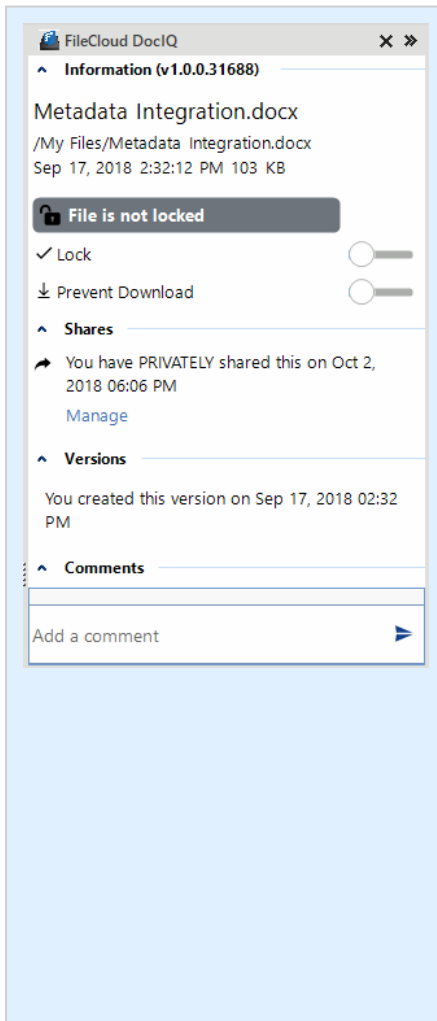 FileCloud DocIQ
Information (v1.0.0.31688)
Metadata Integration.docx
/My Files/Metadata Integration.docx
Sep 17, 2018 2:32:12 PM 103 KB
File is not locked
Lock
Prevent Download
Shares
You have PRIVATELY shared this on Oct 2,
2018 06:06 PM
Manage
Versions
You created this version on Sep 17, 2018 02:32
PM
Comments
Add a comment